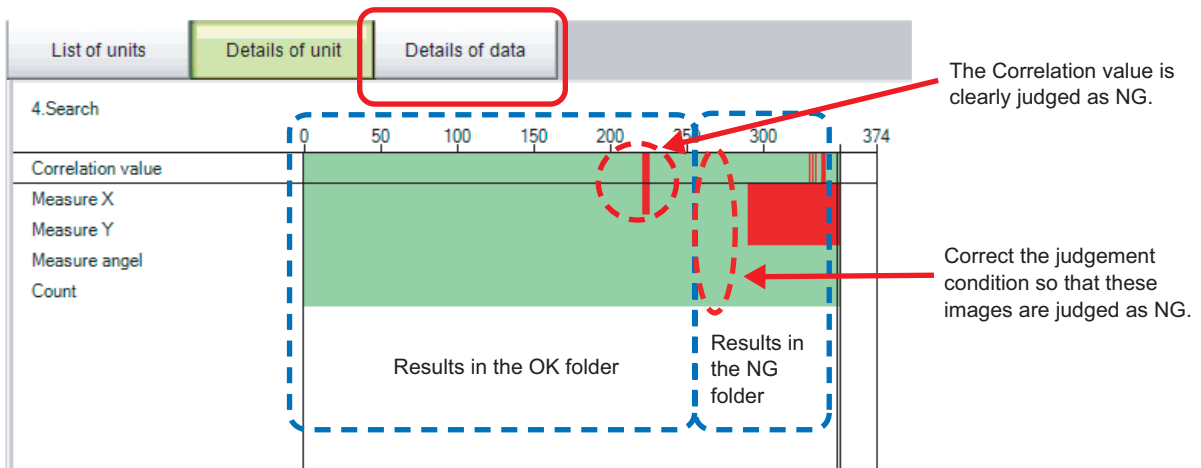 List of units
Details of unit
Details of data
The Correlation value is
clearly judged as NG.
4.Search
0 50 100 150 200 250 300 374
Correlation value
Measure X
Measure Y
Measure angel
Count
Correct the judgement
condition so that these
images are judged as NG.
Results in the OK folder
Results in
the NG
folder